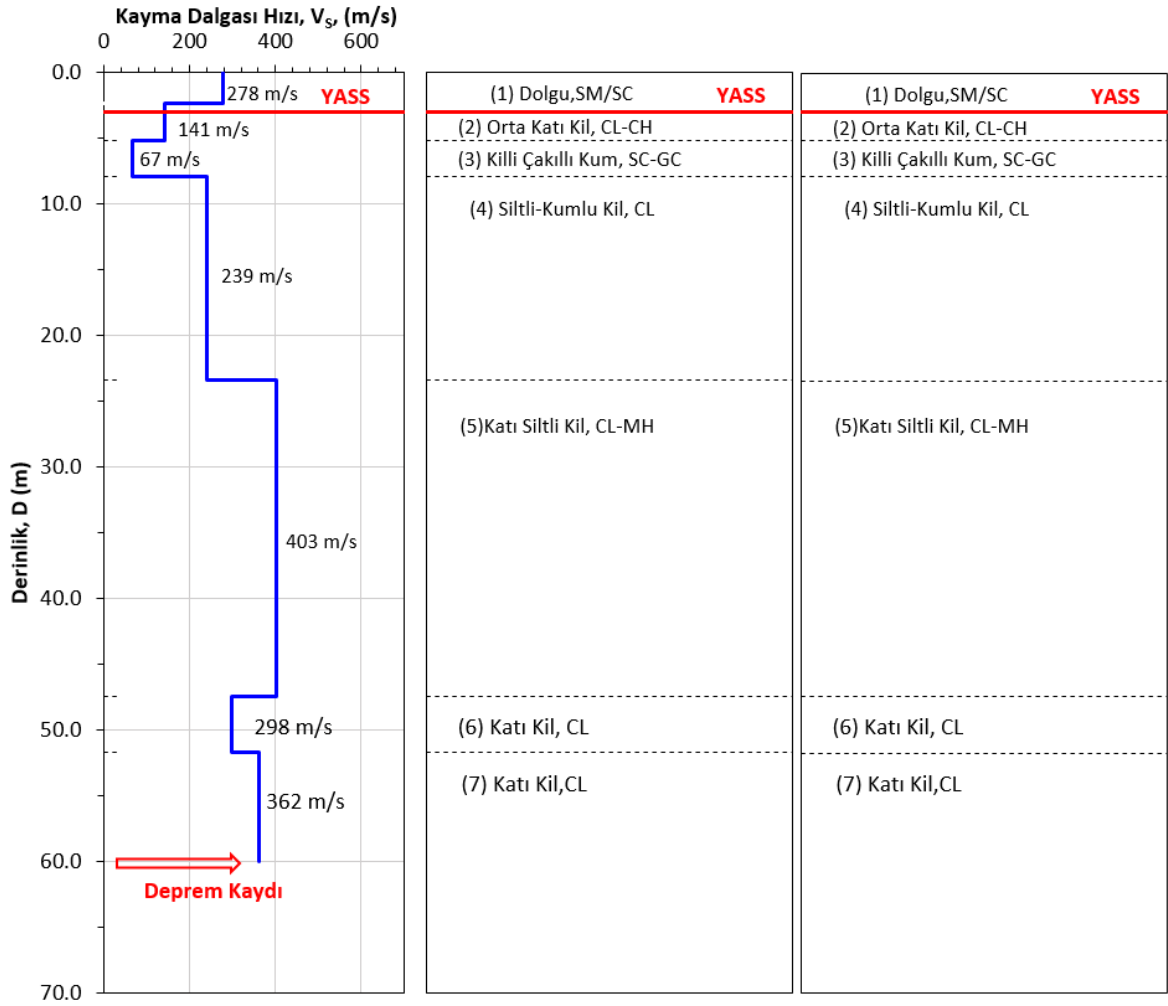 Kayma Dalgası Hızı, VS, (m/s)
0 200 400 600
0.0
10.0
20.0
30.0
40.0
50.0
60.0
70.0
Derinlik, D (m)
278 m/s
YASS
141 m/s
67 m/s
239 m/s
403 m/s
298 m/s
362 m/s
Deprem Kaydı
(1) Dolgu,SM/SC
YASS
(2) Orta Katı Kil, CL-CH
(3) Killi Çakıllı Kum, SC-GC
(4) Siltli-Kumlu Kil, CL
(5)Katı Siltli Kil, CL-MH
(6) Katı Kil, CL
(7) Katı Kil,CL
(1) Dolgu,SM/SC
YASS
(2) Orta Katı Kil, CL-CH
(3) Killi Çakıllı Kum, SC-GC
(4) Siltli-Kumlu Kil, CL
(5)Katı Siltli Kil, CL-MH
(6) Katı Kil, CL
(7) Katı Kil,CL